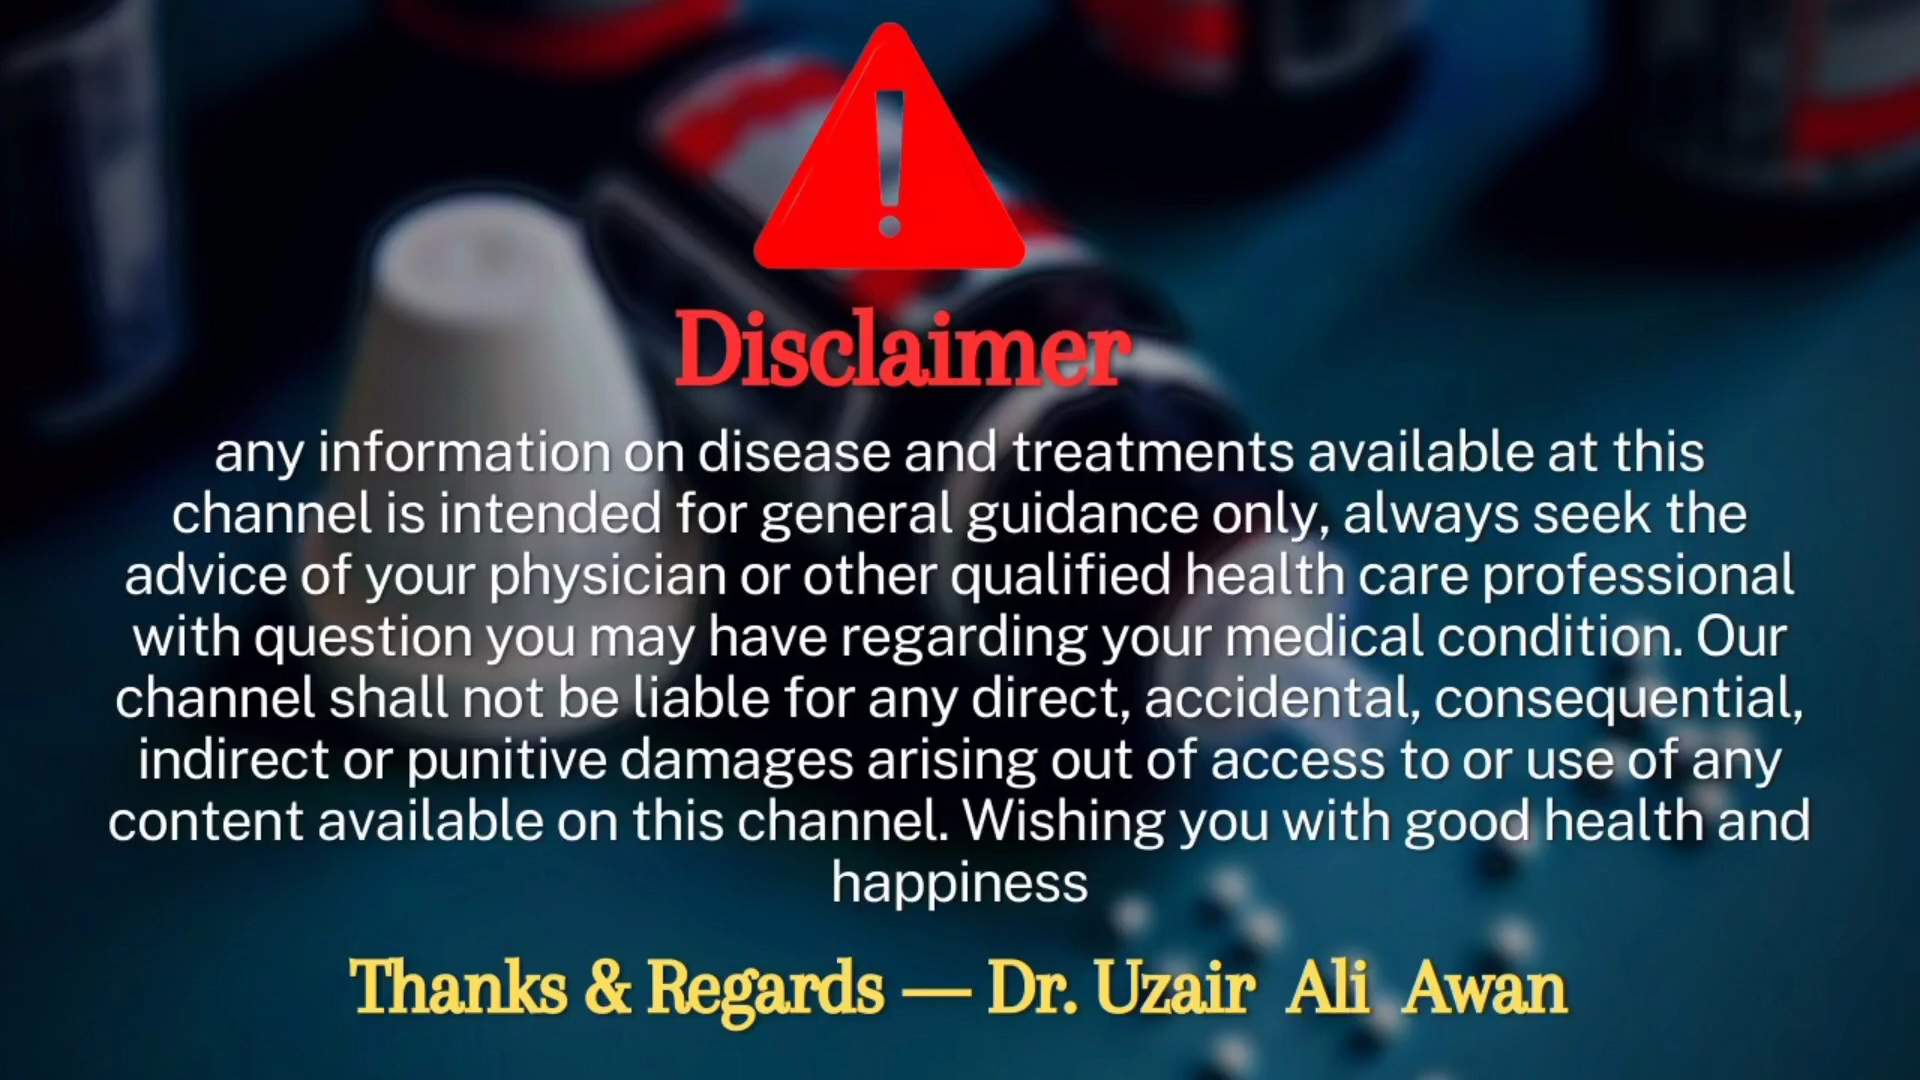 Disclaimer
any information on disease and treatments available at this
channel is intended for general guidance only, always seek the
advice of your physician or other qualified health care professional
with question you may have regarding your medical condition. Our
channel shall not be liable for any direct, accidental, consequential,
indirect or punitive damages arising out of access to or use of any
content available on this channel. Wishing you with good health and
happiness
Thanks & Regards — Dr. Uzair Ali Awan